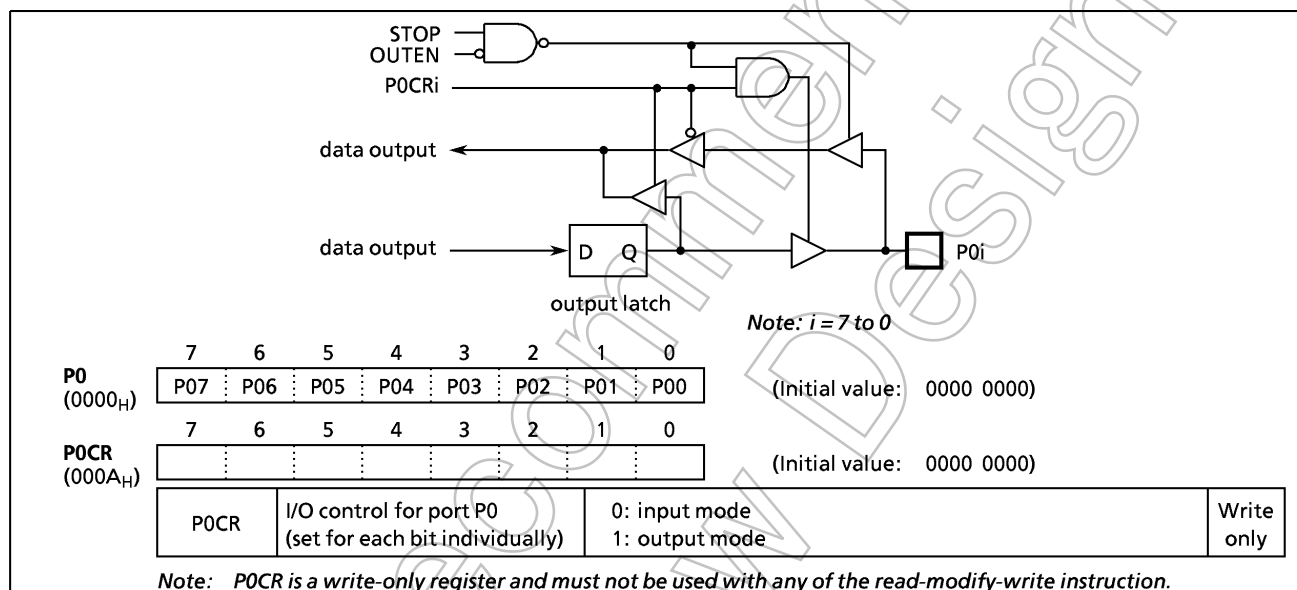 STOP
OUTEN
P0CRi
data output
data output
D Q
P0i
output latch
Note: i = 7 to 0
7 6 5 4 3 2 1 0
P0
(0000H)
P07 P06 P05 P04 P03 P02 P01 P00
(Initial value: 0000 0000)
7 6 5 4 3 2 1 0
P0CR
(000AH)
(Initial value: 0000 0000)
P0CR
I/O control for port P0
(set for each bit individually)
0: input mode
1: output mode
Write
only
Note: P0CR is a write-only register and must not be used with any of the read-modify-write instruction.
ecommen
w Design